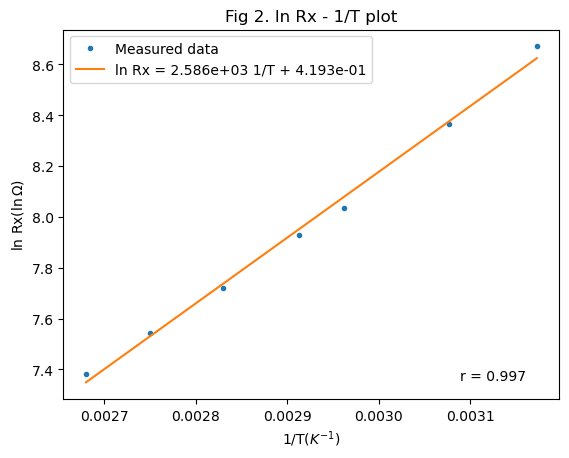 Fig 2. ln Rx - 1/T plot
Measured data
ln Rx = 2.586e+03 1/T + 4.193e-01
8.6
8.4
8.2
8.0
7.8
7.6
7.4
ln Rx(ln Ω)
r = 0.997
0.0027 0.0028 0.0029 0.0030 0.0031
1/T(K⁻¹)